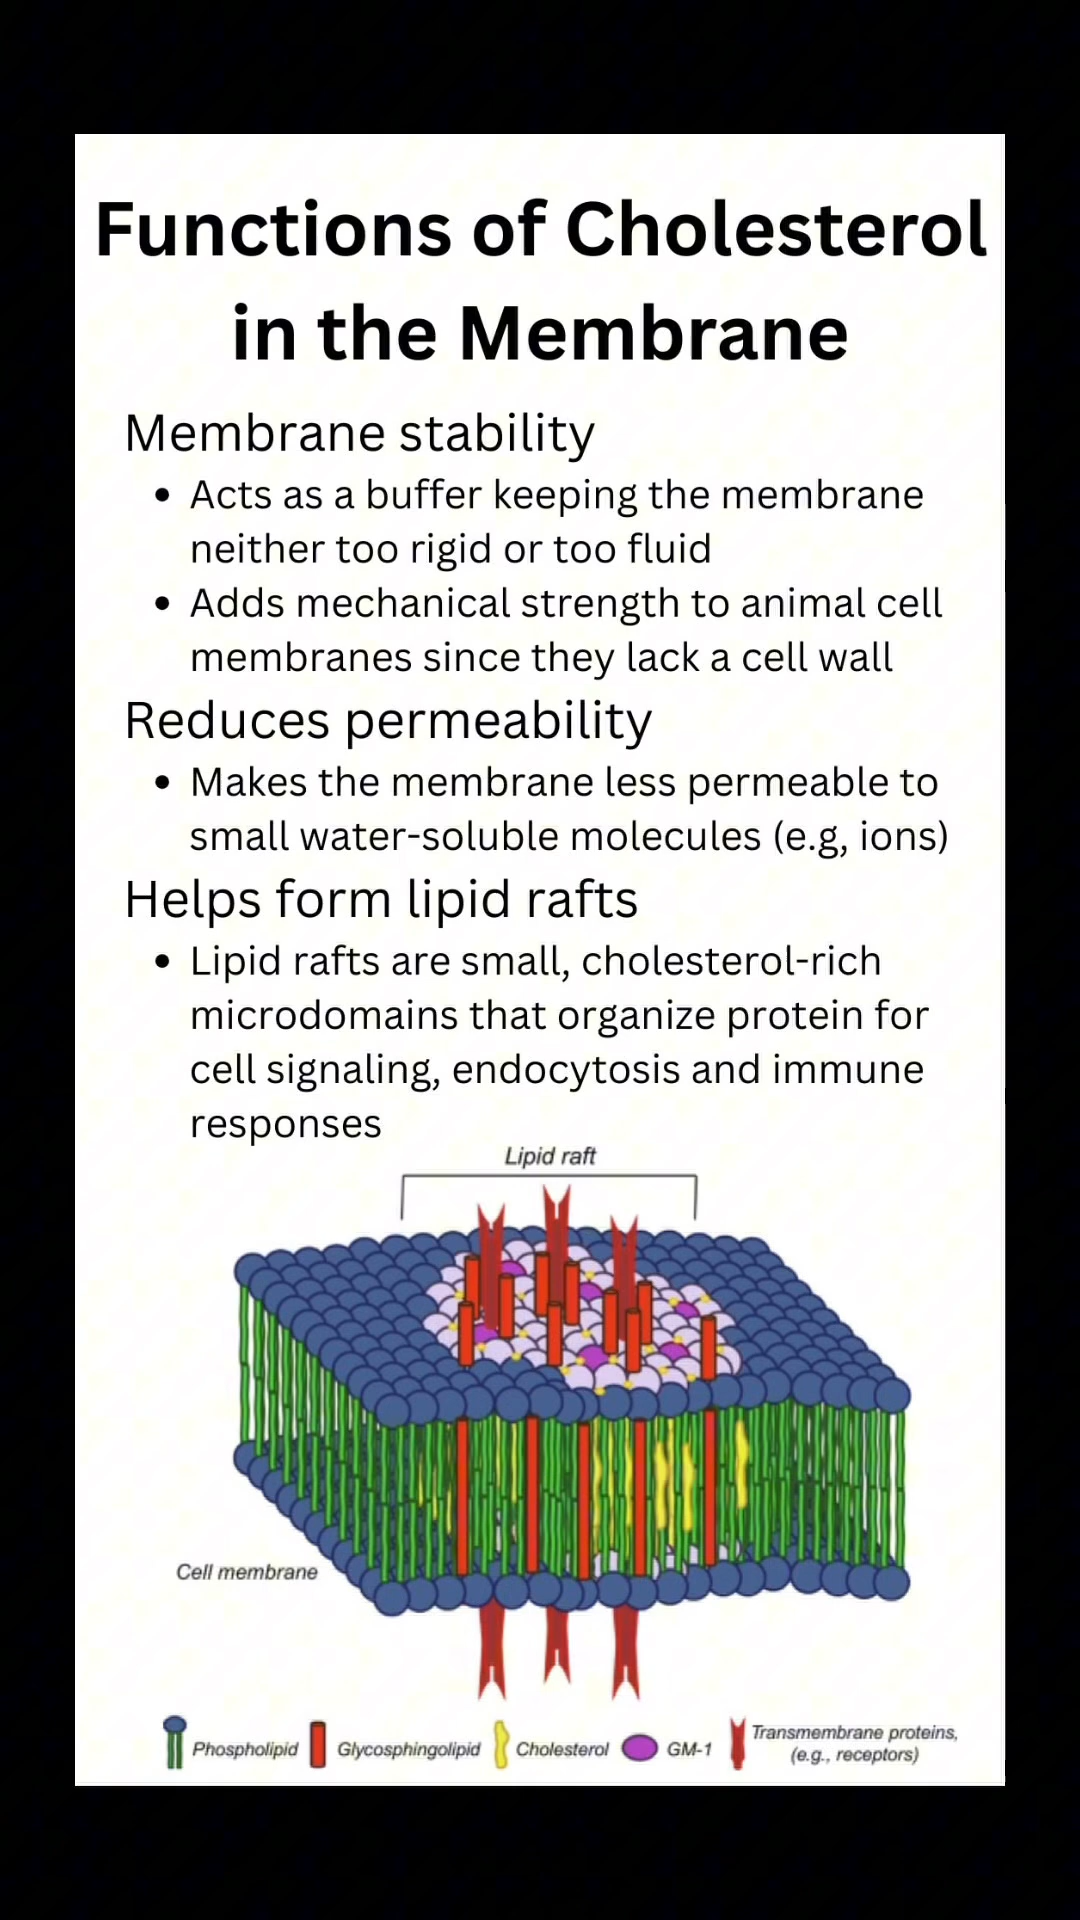 Functions of Cholesterol
in the Membrane
Membrane stability
• Acts as a buffer keeping the membrane
neither too rigid or too fluid
• Adds mechanical strength to animal cell
membranes since they lack a cell wall
Reduces permeability
• Makes the membrane less permeable to
small water-soluble molecules (e.g, ions)
Helps form lipid rafts
• Lipid rafts are small, cholesterol-rich
microdomains that organize protein for
cell signaling, endocytosis and immune
responses
Lipid raft
Cell membrane
Phospholipid
Glycosphingolipid
Cholesterol
GM-1
Transmembrane proteins,
(e.g., receptors)